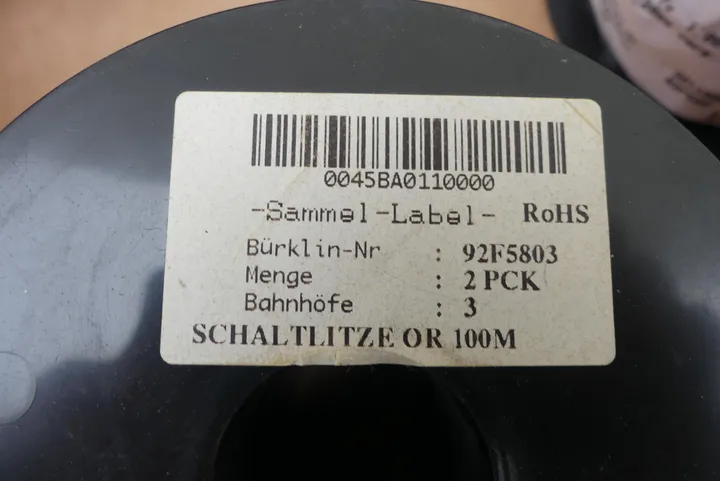 0045BA0110000
-Sammel-Label- RoHS
Bürklin-Nr : 92F5803
Menge : 2 PCK
Bahnhöfe : 3
SCHALTLITZE OR 100M